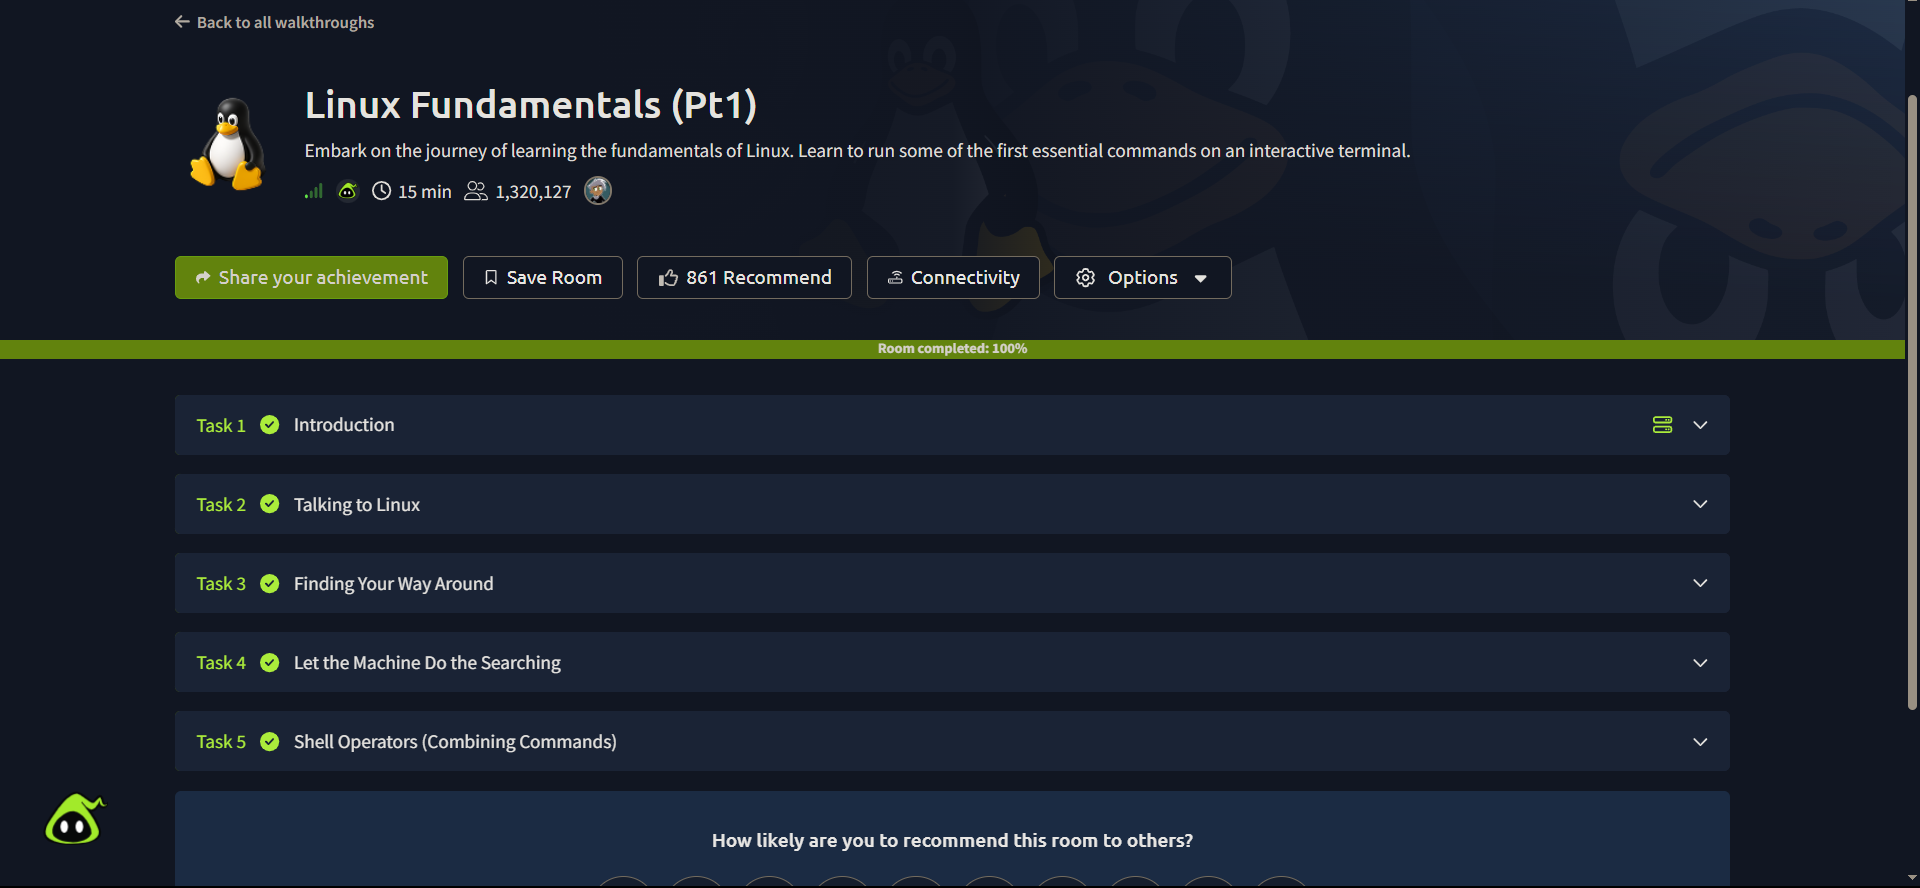 Back to all walkthroughs
Linux Fundamentals (Pt1)
Embark on the journey of learning the fundamentals of Linux. Learn to run some of the first essential commands on an interactive terminal.
15 min 1,320,127
Share your achievement Save Room 861 Recommend Connectivity Options
Room completed: 100%
Task 1 Introduction
Task 2 Talking to Linux
Task 3 Finding Your Way Around
Task 4 Let the Machine Do the Searching
Task 5 Shell Operators (Combining Commands)
How likely are you to recommend this room to others?